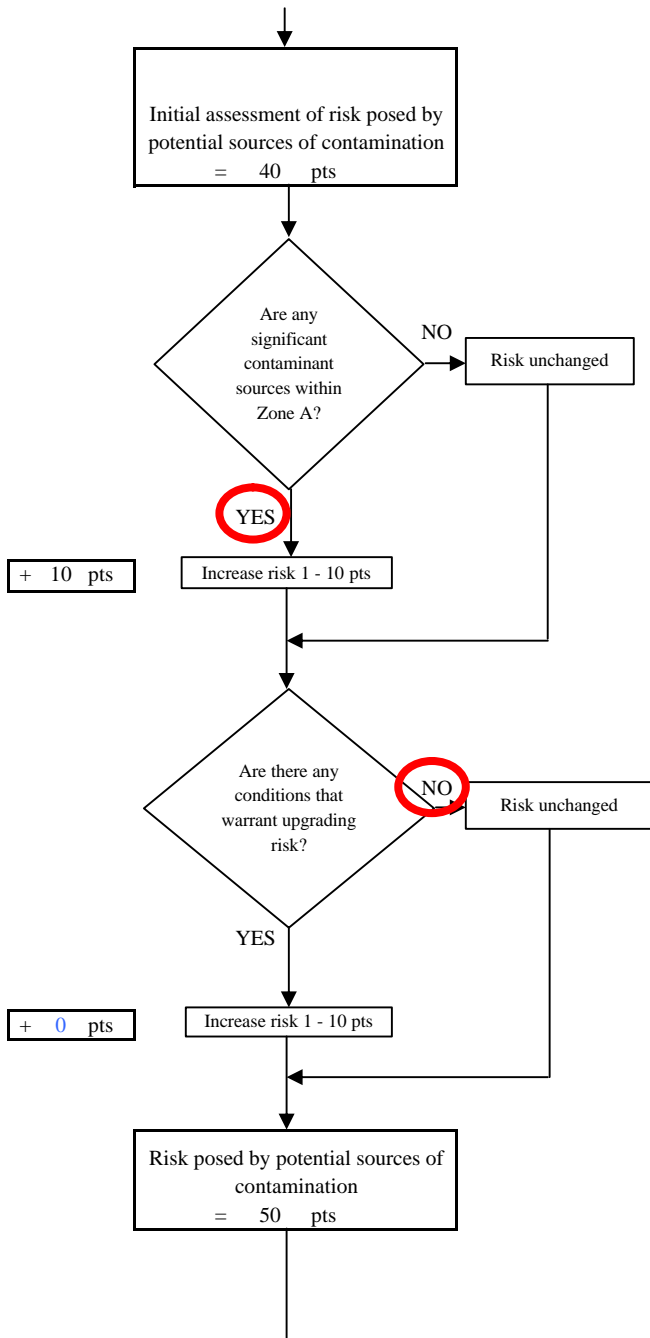 Initial assessment of risk posed by
potential sources of contamination
= 40 pts
Are any
significant
contaminant
sources within
Zone A?
NO
Risk unchanged
YES
+ 10 pts
Increase risk 1 - 10 pts
Are there any
conditions that
warrant upgrading
risk?
NO
Risk unchanged
YES
+ 0 pts
Increase risk 1 - 10 pts
Risk posed by potential sources of
contamination
= 50 pts